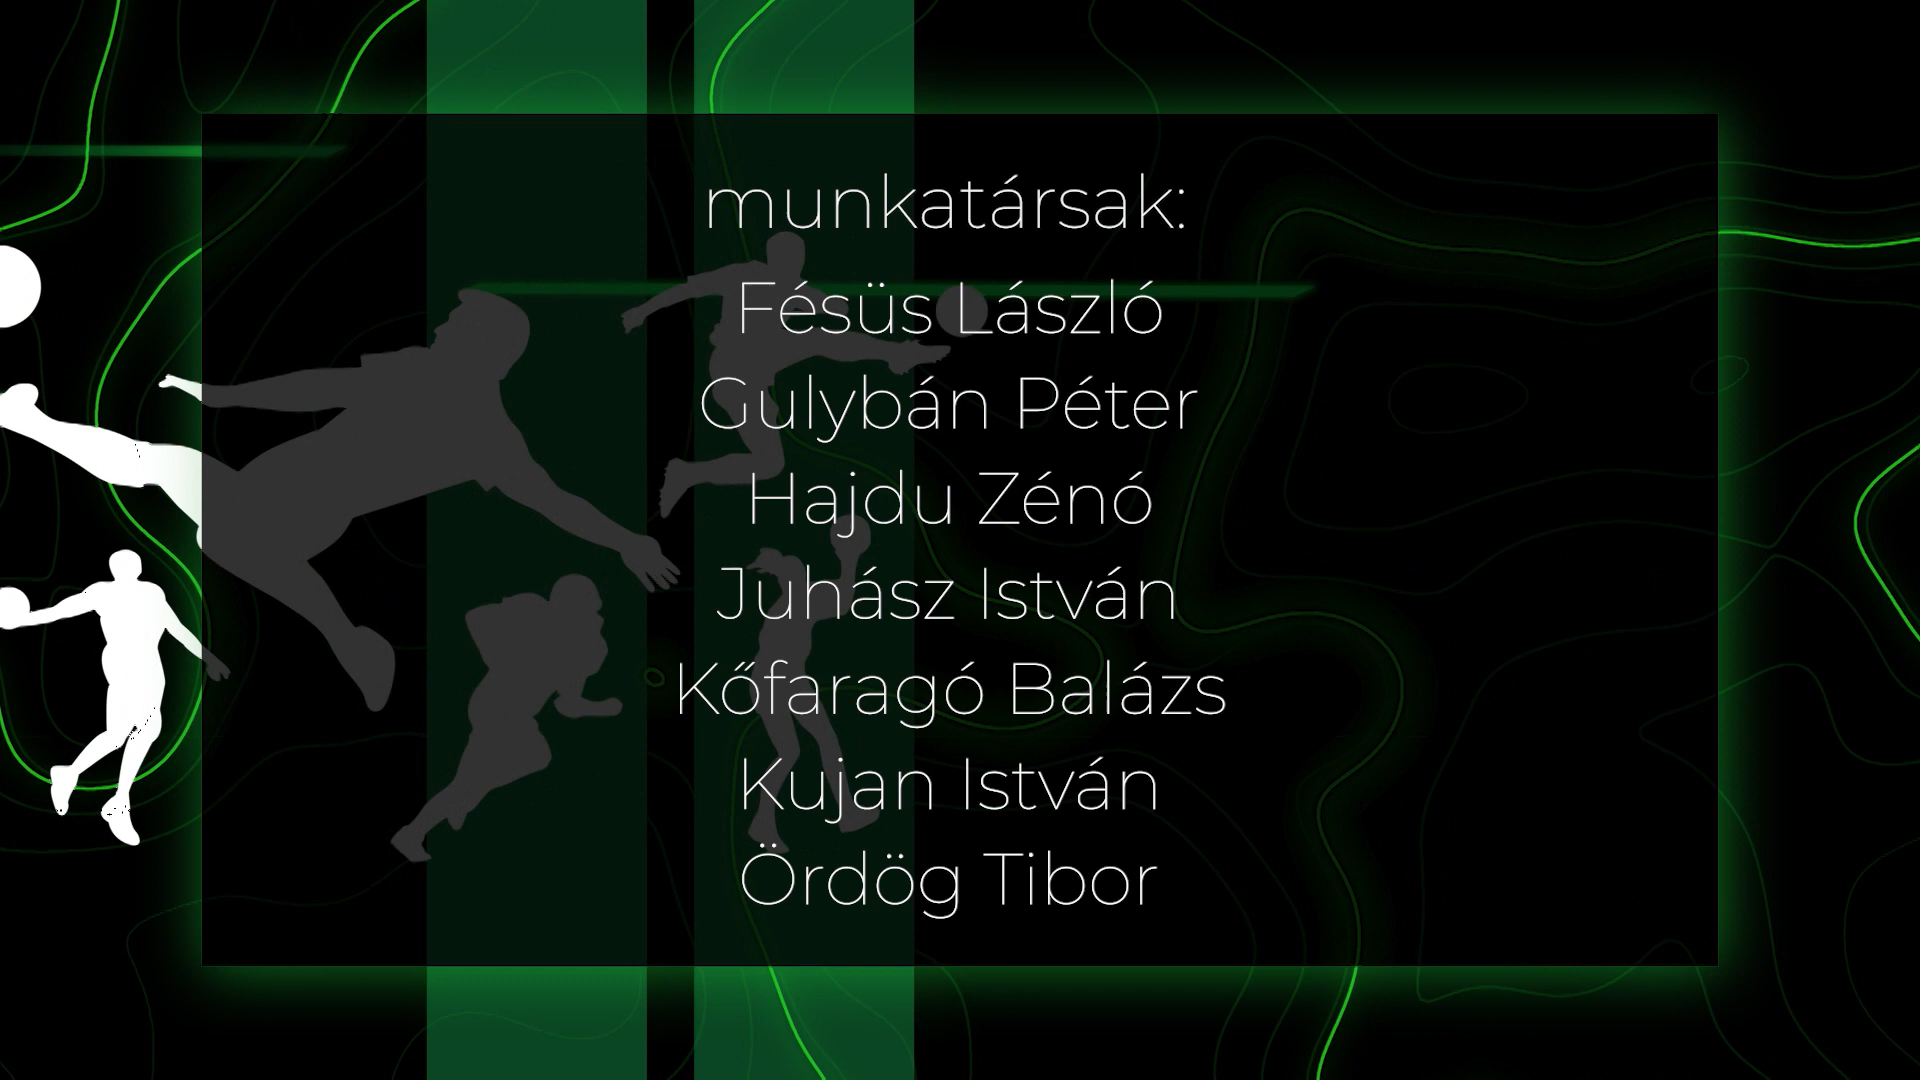 munkatársak:
Fésüs László
Gulybán Péter
Hajdu Zénó
Juhász István
Kőfaragó Balázs
Kujan István
Ördög Tibor